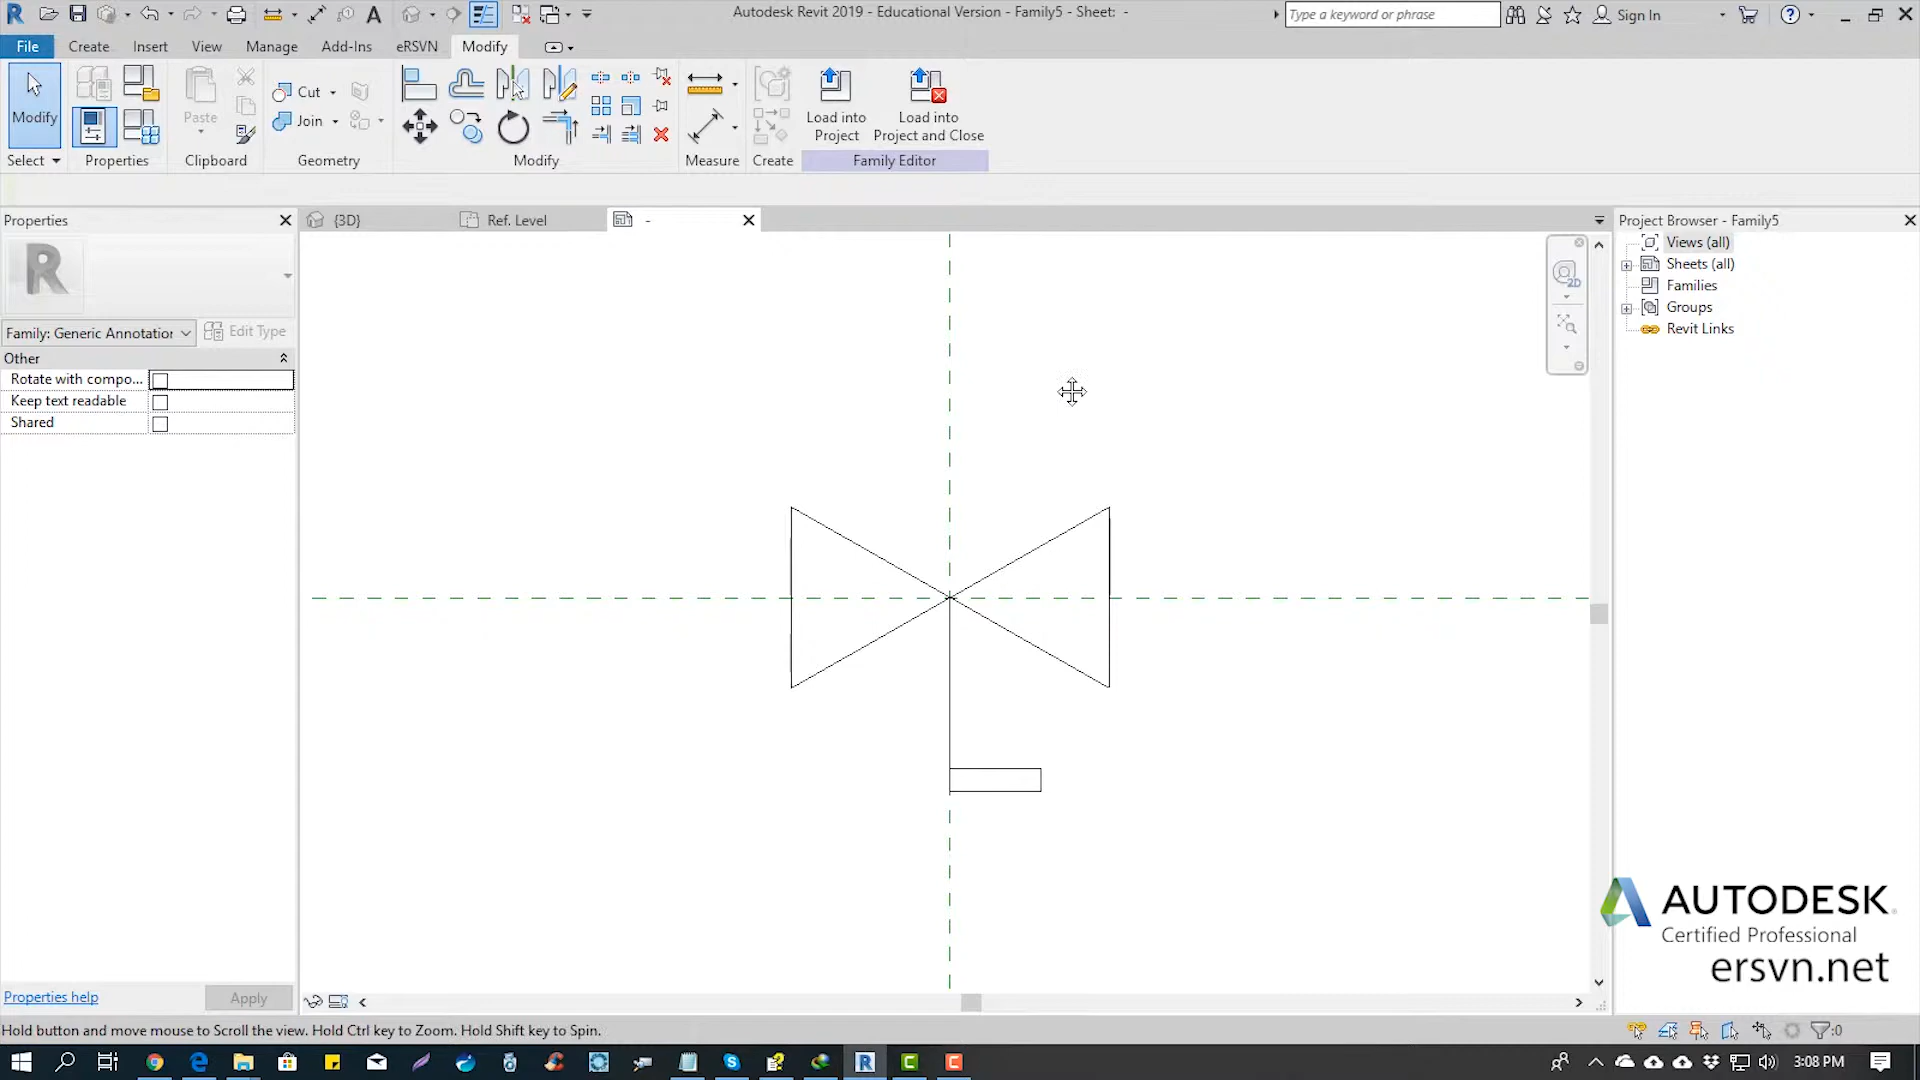 Autodesk Revit 2019 - Educational Version - Family5 - Sheet: -
Type a keyword or phrase
Sign In
File Create Insert View Manage Add-Ins eRSVN Modify
Modify
Paste
Cut
Join
Load into Project
Load into Project and Close
Select Properties Clipboard Geometry Modify Measure Create Family Editor
Properties
{3D} Ref. Level -
Project Browser - Family5
R
Family: Generic Annotation
Edit Type
Other
Rotate with compo...
Keep text readable
Shared
2D
Views (all)
Sheets (all)
Families
Groups
Revit Links
AUTODESK
Certified Professional
ersvn.net
Properties help
Apply
Hold button and move mouse to Scroll the view. Hold Ctrl key to Zoom. Hold Shift key to Spin.
:0
3:08 PM